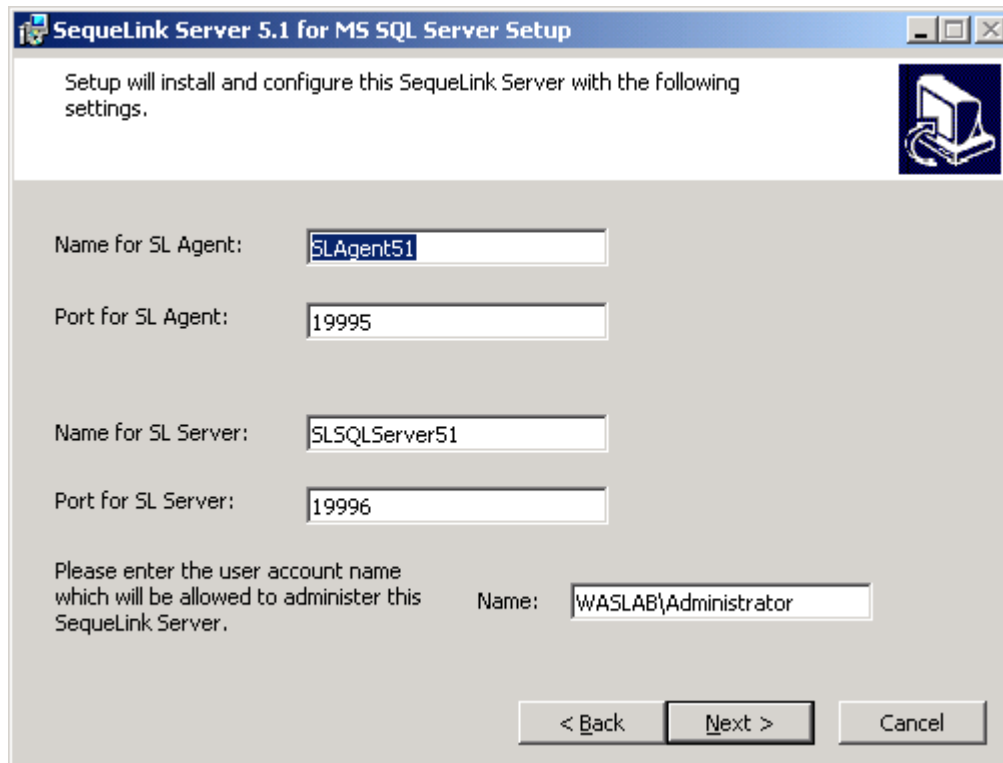 SequeLink Server 5.1 for MS SQL Server Setup
Setup will install and configure this SequeLink Server with the following
settings.
Name for SL Agent: SLAgent51
Port for SL Agent: 19995
Name for SL Server: SLSQLServer51
Port for SL Server: 19996
Please enter the user account name
which will be allowed to administer this
SequeLink Server.
Name: WASLAB\Administrator
< Back Next > Cancel